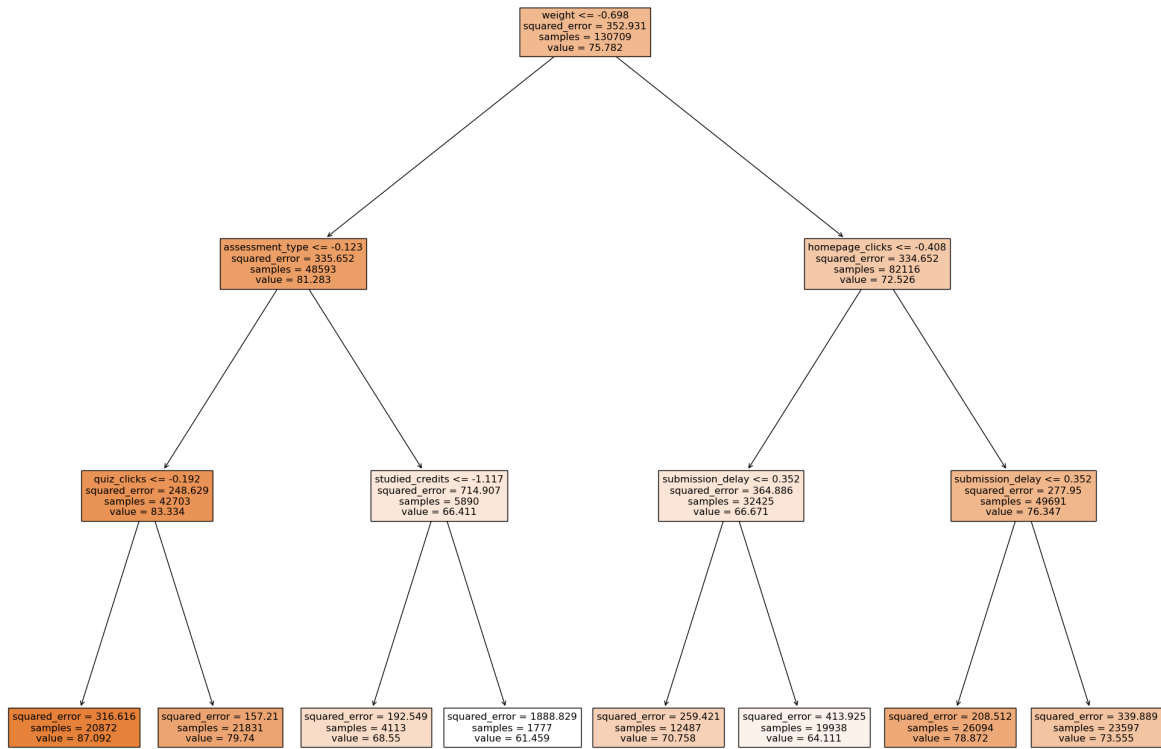 weight <= -0.698
squared_error = 352.931
samples = 130709
value = 75.782
assessment_type <= -0.123
squared_error = 335.652
samples = 48593
value = 81.283
homepage_clicks <= -0.408
squared_error = 334.652
samples = 82116
value = 72.526
quiz_clicks <= -0.192
squared_error = 248.629
samples = 42703
value = 83.334
studied_credits <= -1.117
squared_error = 714.907
samples = 5890
value = 66.411
submission_delay <= 0.352
squared_error = 364.886
samples = 32425
value = 66.671
submission_delay <= 0.352
squared_error = 277.95
samples = 49691
value = 76.347
squared_error = 316.616
samples = 20872
value = 87.092
squared_error = 157.21
samples = 21831
value = 79.74
squared_error = 192.549
samples = 4113
value = 68.55
squared_error = 1888.829
samples = 1777
value = 61.459
squared_error = 259.421
samples = 12487
value = 70.758
squared_error = 413.925
samples = 19938
value = 64.111
squared_error = 208.512
samples = 26094
value = 78.872
squared_error = 339.889
samples = 23597
value = 73.555